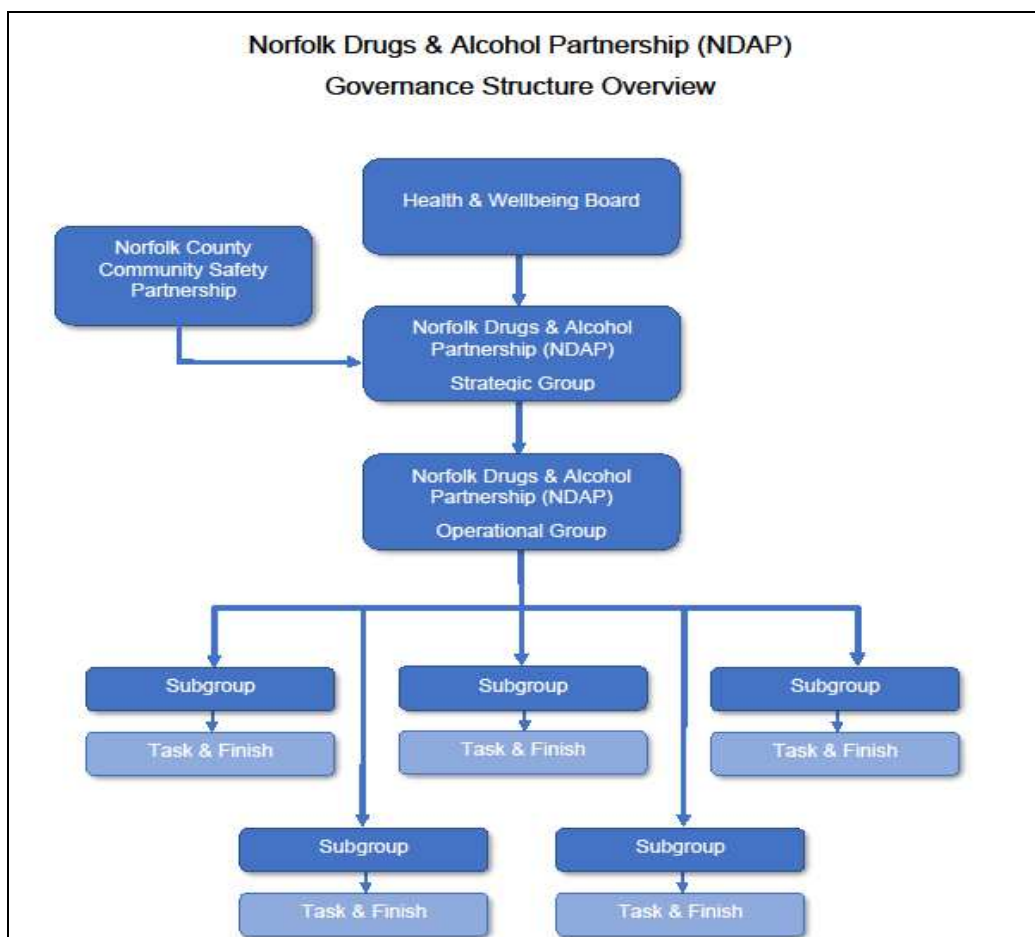 Norfolk Drugs & Alcohol Partnership (NDAP)
Governance Structure Overview
Health & Wellbeing Board
Norfolk County
Community Safety
Partnership
Norfolk Drugs & Alcohol
Partnership (NDAP)
Strategic Group
Norfolk Drugs & Alcohol
Partnership (NDAP)
Operational Group
Subgroup
Subgroup
Subgroup
Task & Finish
Task & Finish
Task & Finish
Subgroup
Subgroup
Task & Finish
Task & Finish